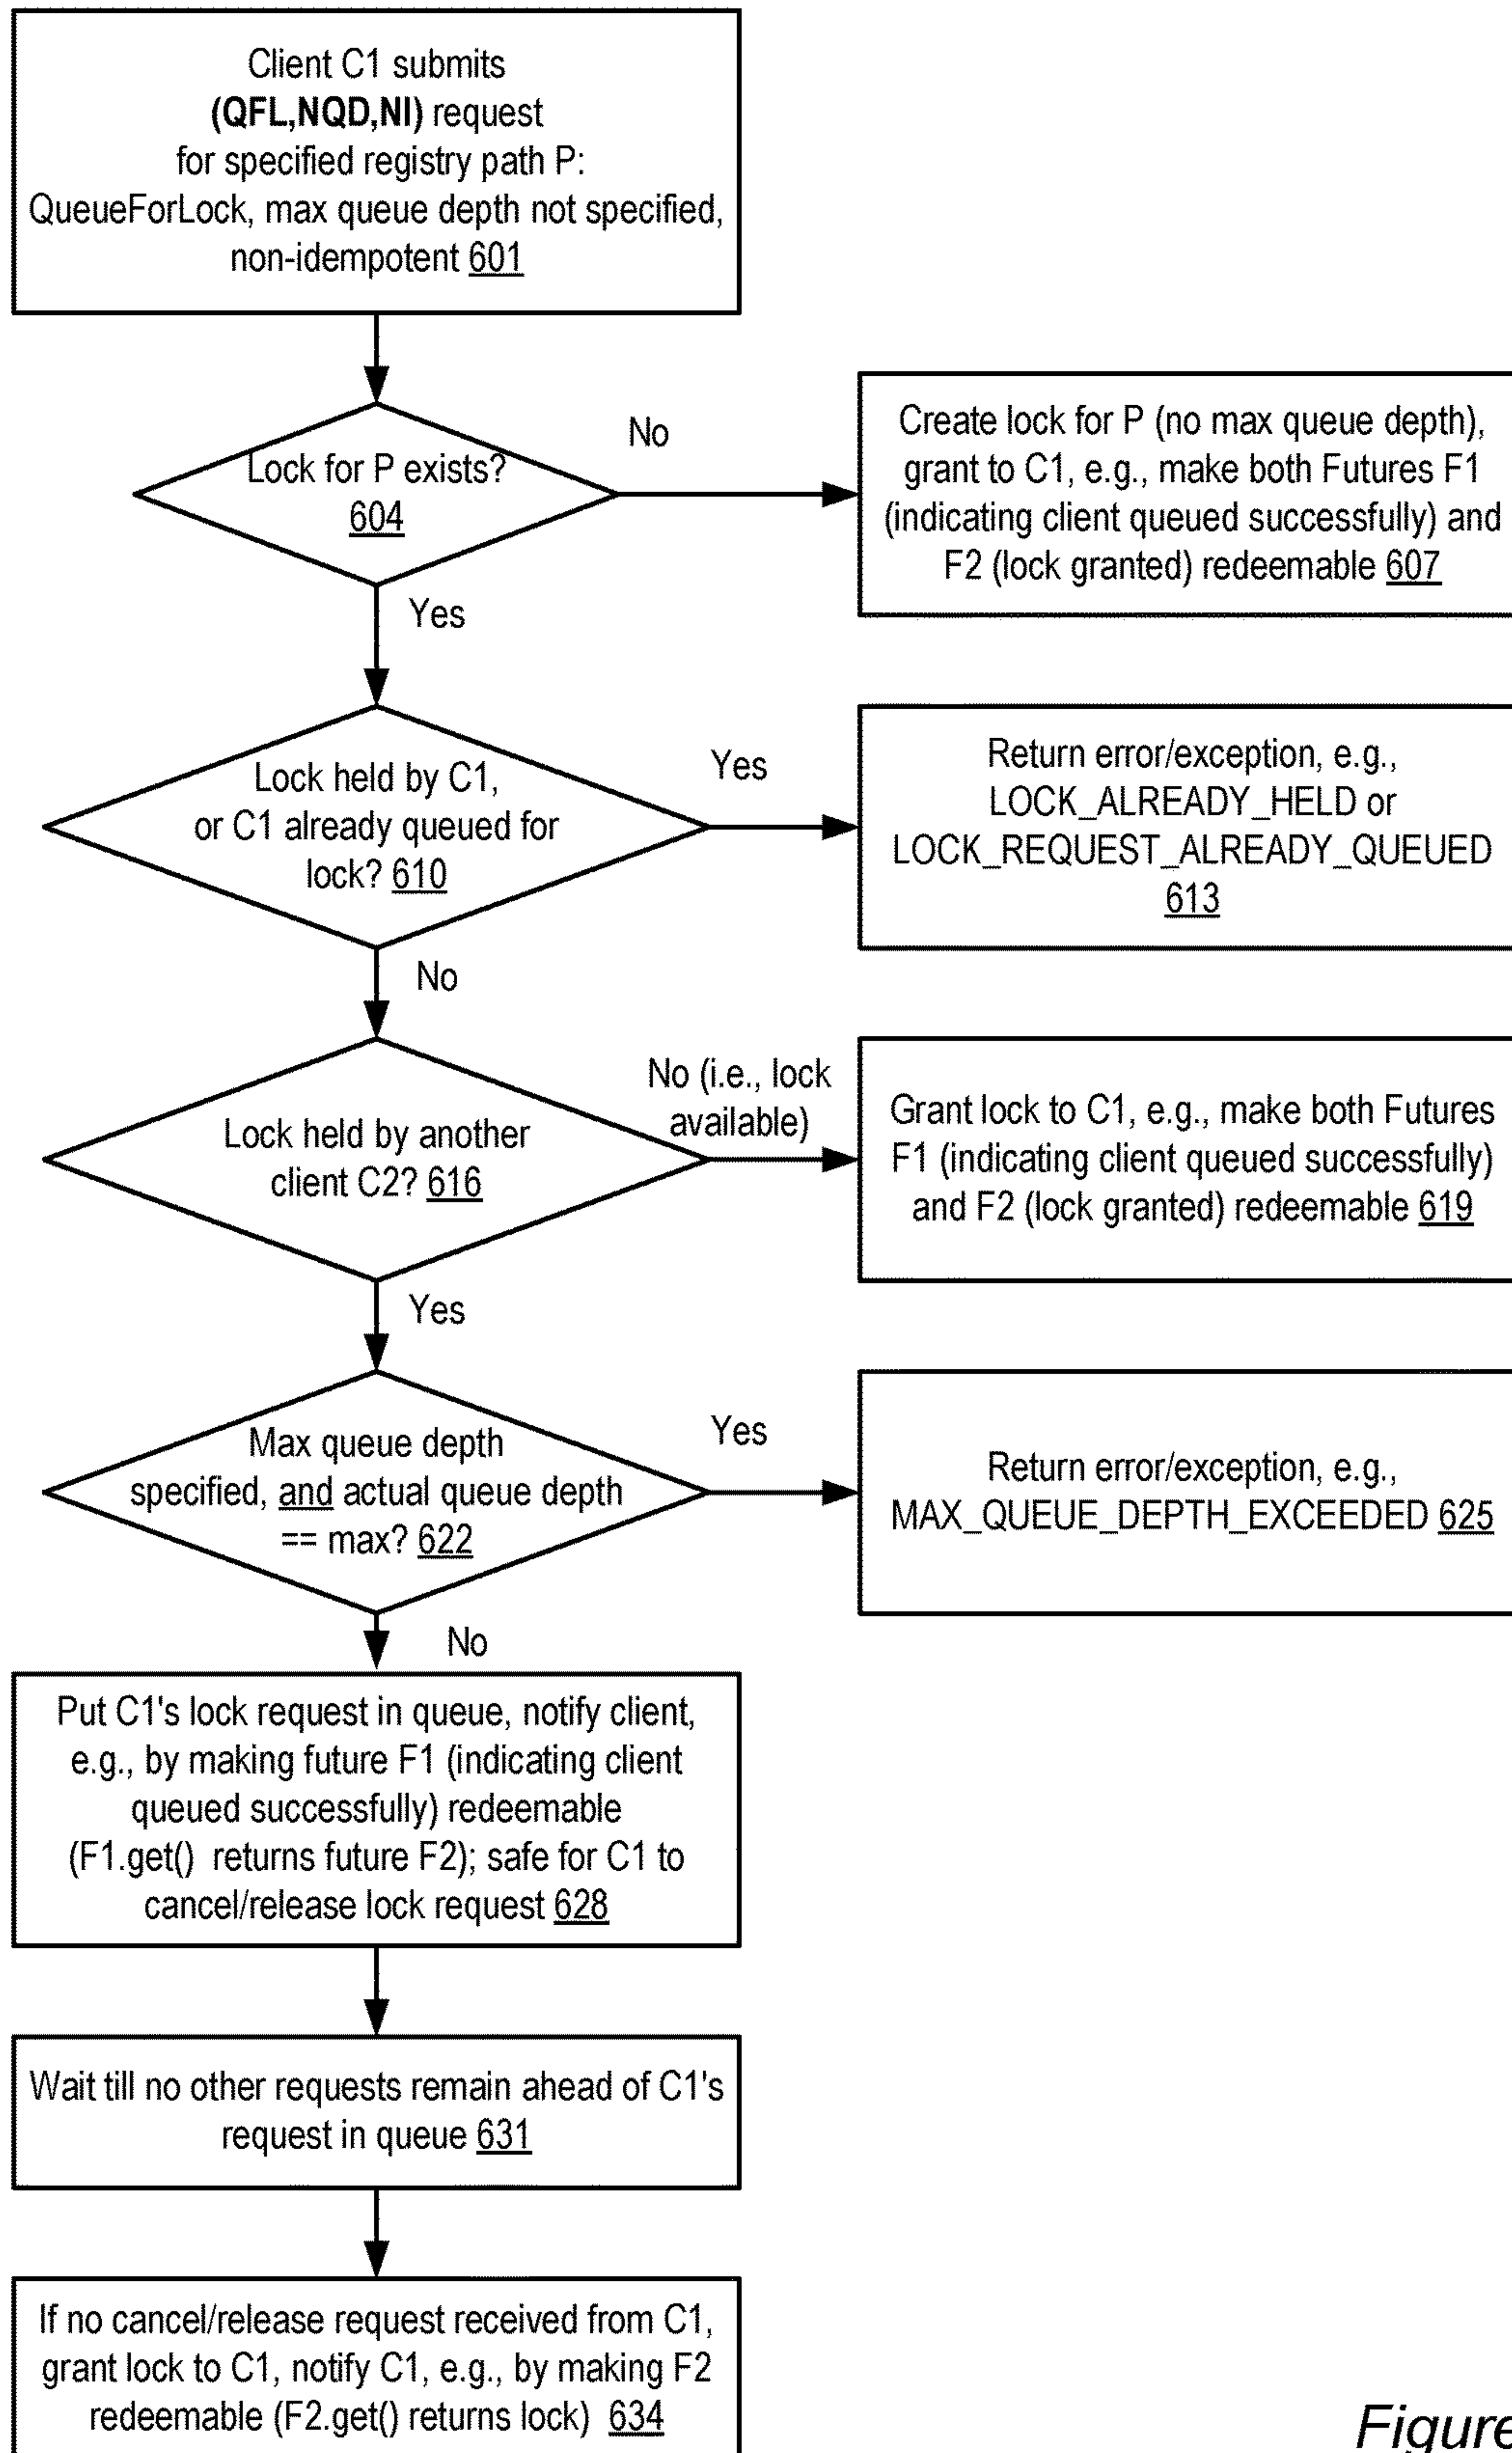 Client C1 submits
(QFL,NQD,NI) request
for specified registry path P:
QueueForLock, max queue depth not specified,
non-idempotent 601
Lock for P exists?
604
No
Create lock for P (no max queue depth),
grant to C1, e.g., make both Futures F1
(indicating client queued successfully) and
F2 (lock granted) redeemable 607
Yes
Lock held by C1,
or C1 already queued for
lock? 610
Yes
Return error/exception, e.g.,
LOCK_ALREADY_HELD or
LOCK_REQUEST_ALREADY_QUEUED
613
No
Lock held by another
client C2? 616
No (i.e., lock
available)
Grant lock to C1, e.g., make both Futures
F1 (indicating client queued successfully)
and F2 (lock granted) redeemable 619
Yes
Max queue depth
specified, and actual queue depth
== max? 622
Yes
Return error/exception, e.g.,
MAX_QUEUE_DEPTH_EXCEEDED 625
No
Put C1's lock request in queue, notify client,
e.g., by making future F1 (indicating client
queued successfully) redeemable
(F1.get() returns future F2); safe for C1 to
cancel/release lock request 628
Wait till no other requests remain ahead of C1's
request in queue 631
If no cancel/release request received from C1,
grant lock to C1, notify C1, e.g., by making F2
redeemable (F2.get() returns lock) 634
Figure